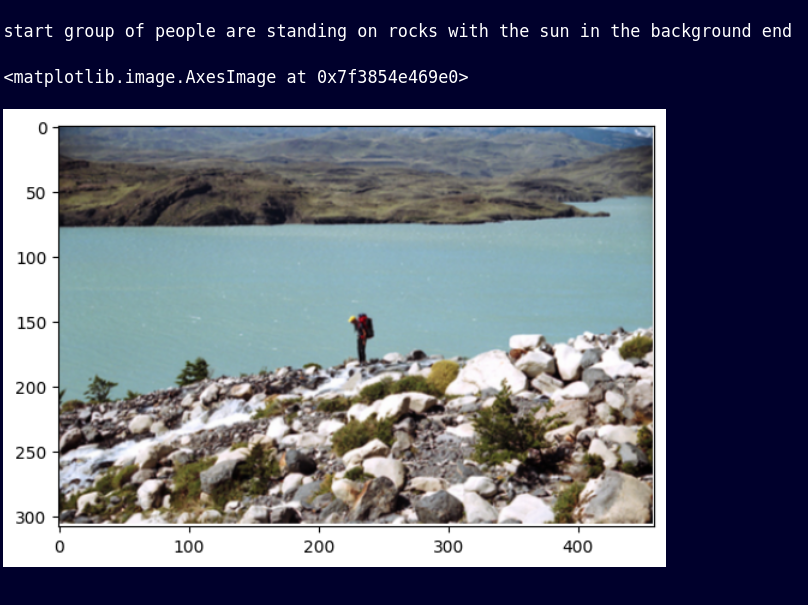 start group of people are standing on rocks with the sun in the background end
<matplotlib.image.AxesImage at 0x7f3854e469e0>
0
50
100
150
200
250
300
0 100 200 300 400